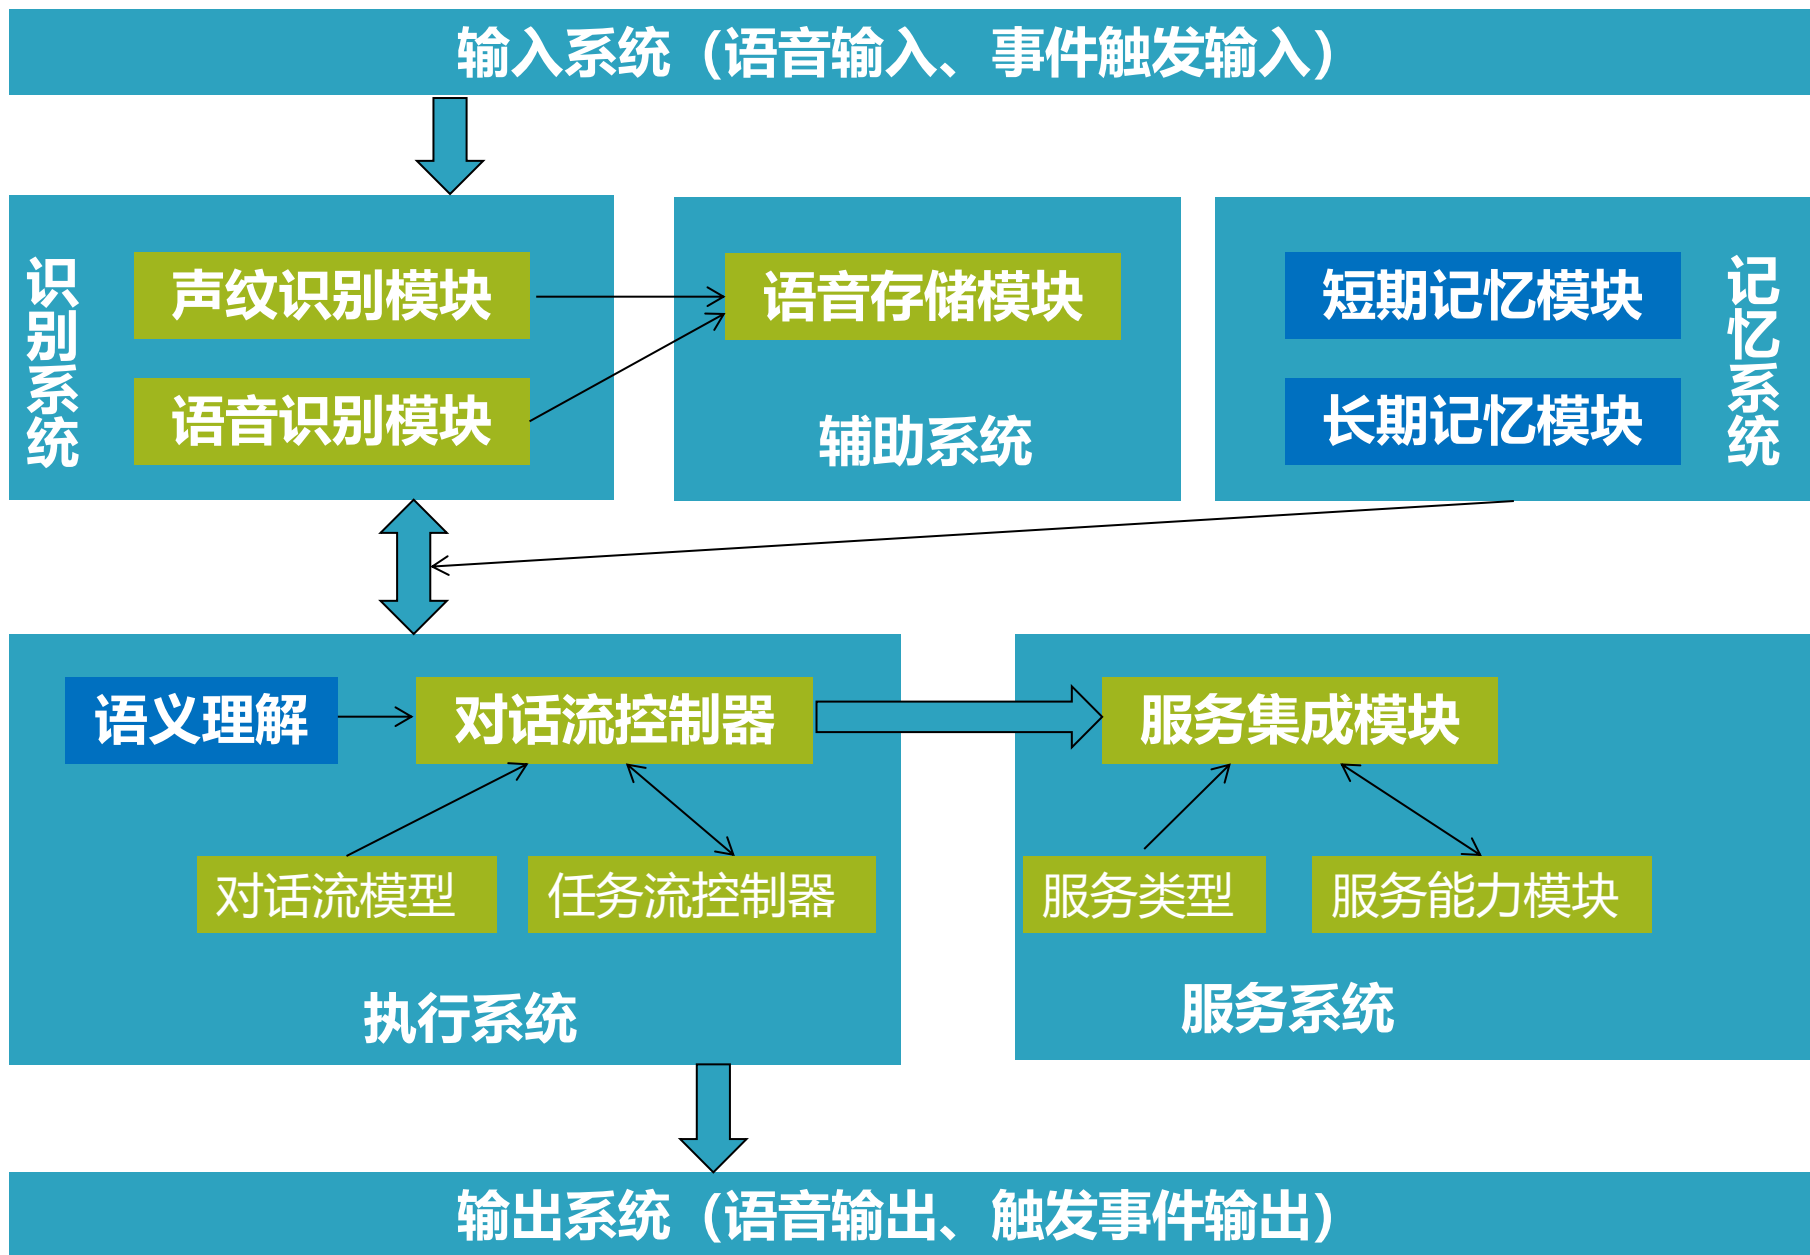 输入系统（语音输入、事件触发输入）
识别系统
声纹识别模块
语音识别模块
语音存储模块
辅助系统
短期记忆模块
长期记忆模块
记忆系统
语义理解
对话流控制器
对话流模型
任务流控制器
执行系统
服务集成模块
服务类型
服务能力模块
服务系统
输出系统（语音输出、触发事件输出）